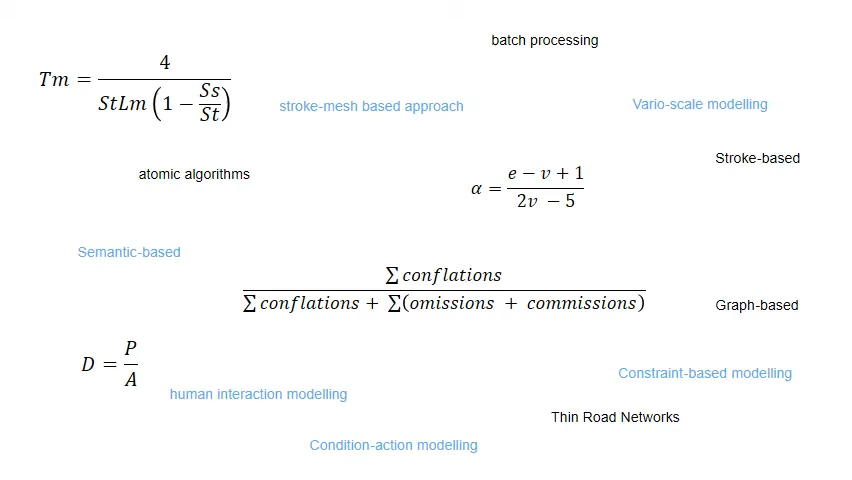 batch processing
Tm = 4 / StLm (1 − Ss/St)
stroke-mesh based approach
Vario-scale modelling
Stroke-based
atomic algorithms
α = e − v + 1 / 2v − 5
Semantic-based
∑ conflations / ∑ conflations + ∑(omissions + commissions)
Graph-based
D = P / A
Constraint-based modelling
human interaction modelling
Thin Road Networks
Condition-action modelling